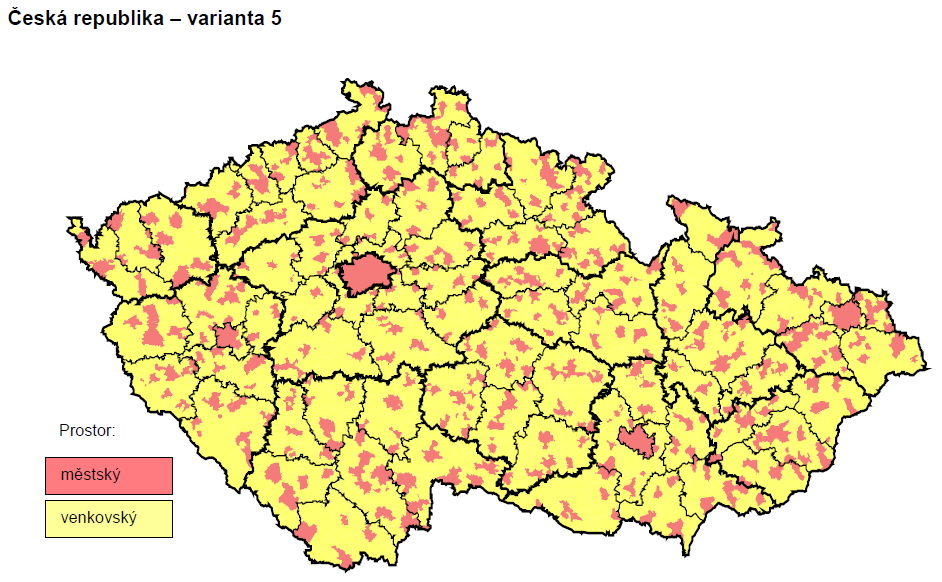 Česká republika – varianta 5
Prostor:
městský
venkovský